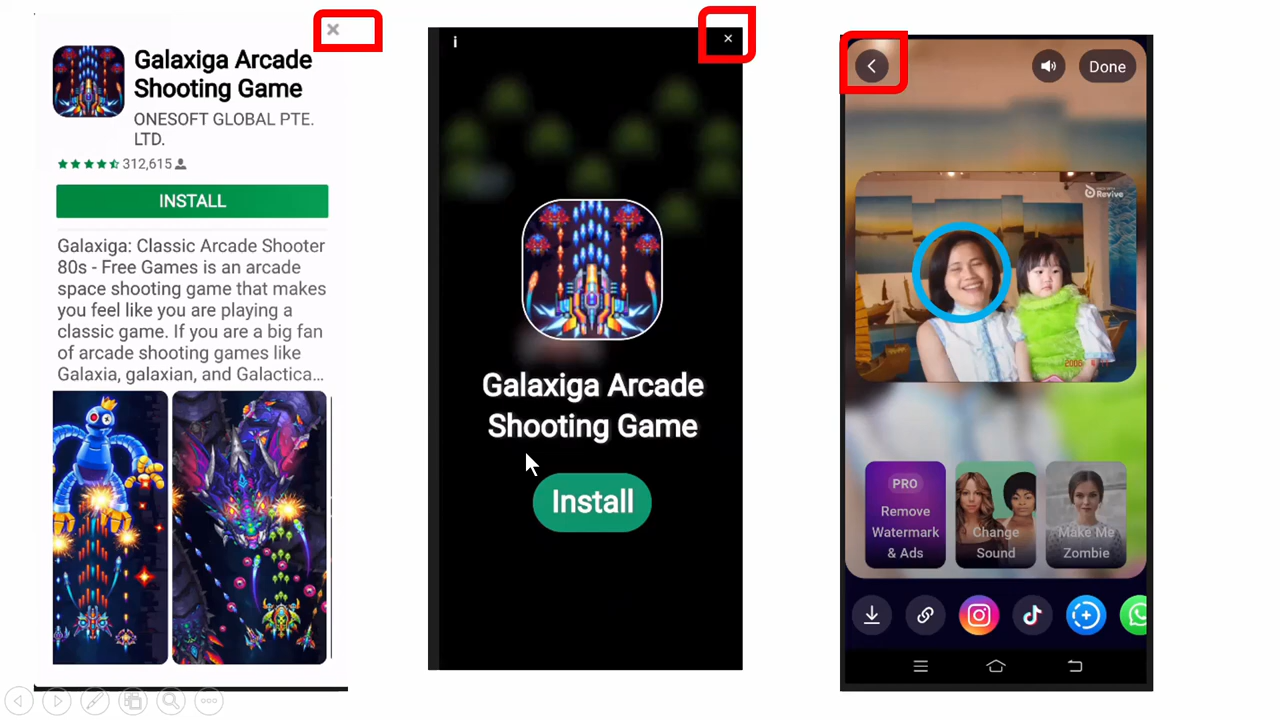 Galaxiga Arcade
Shooting Game
ONESOFT GLOBAL PTE.
LTD.
312,615
INSTALL
Galaxiga: Classic Arcade Shooter
80s - Free Games is an arcade
space shooting game that makes
you feel like you are playing a
classic game. If you are a big fan
of arcade shooting games like
Galaxia, galaxian, and Galactica...
i
Galaxiga Arcade
Shooting Game
Install
Done
Revive
2006
PRO
Remove
Watermark
& Ads
Change
Sound
Make Me
Zombie